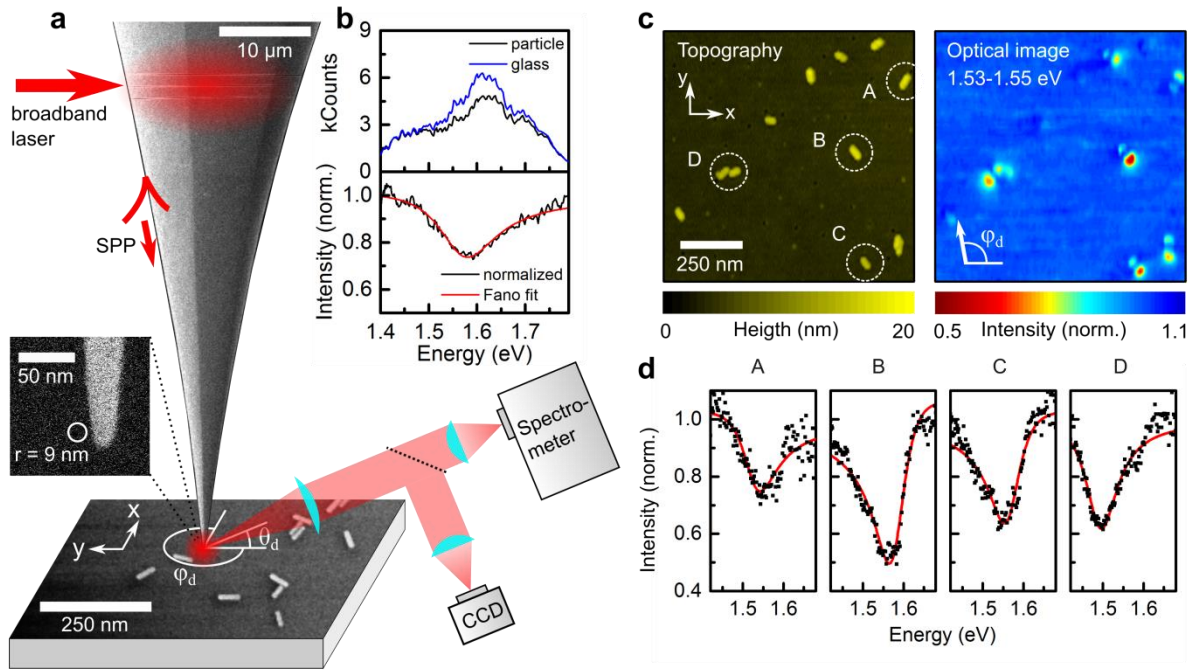 a
10 μm
broadband
laser
SPP
50 nm
r = 9 nm
x
y
φd
θd
250 nm
Spectro-
meter
CCD
b
particle
glass
kCounts
9
6
3
0
Intensity (norm.)
1.0
0.8
0.6
normalized
Fano fit
1.4 1.5 1.6 1.7
Energy (eV)
c
Topography
y
x
A
B
D
C
250 nm
0 Heigth (nm) 20
Optical image
1.53-1.55 eV
φd
0.5 Intensity (norm.) 1.1
d
A B C D
Intensity (norm.)
1.0
0.8
0.6
0.4
1.5 1.6 1.5 1.6 1.5 1.6 1.5 1.6
Energy (eV)